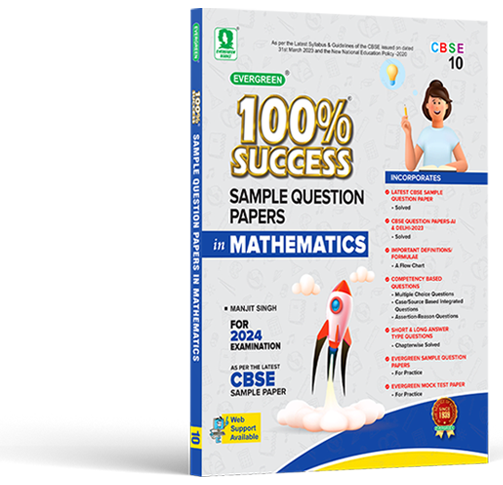 As per the Latest Syllabus & Guidelines of the CBSE issued on dated
31st March 2023 and the New National Education Policy -2020
CBSE
10
EVERGREEN
100%
SUCCESS
SAMPLE QUESTION
PAPERS
in MATHEMATICS
INCORPORATES
LATEST CBSE SAMPLE
QUESTION PAPER
- Solved
CBSE QUESTION PAPERS-AI
& DELHI-2023
- Solved
IMPORTANT DEFINITIONS/
FORMULAE
- A Flow Chart
COMPETENCY BASED
QUESTIONS
- Multiple Choice Questions
- Case/Source Based Integrated
Questions
- Assertion-Reason Questions
SHORT & LONG-ANSWER
TYPE QUESTIONS
- Chapterwise Solved
EVERGREEN SAMPLE QUESTION
PAPERS
- For Practice
EVERGREEN MOCK TEST PAPER
- For Practice
MANJIT SINGH
FOR
2024
EXAMINATION
AS PER THE LATEST
CBSE
SAMPLE PAPER
Web
Support
Available
SINCE
1939
100%
SUCCESS
SAMPLE QUESTION PAPERS IN MATHEMATICS
10